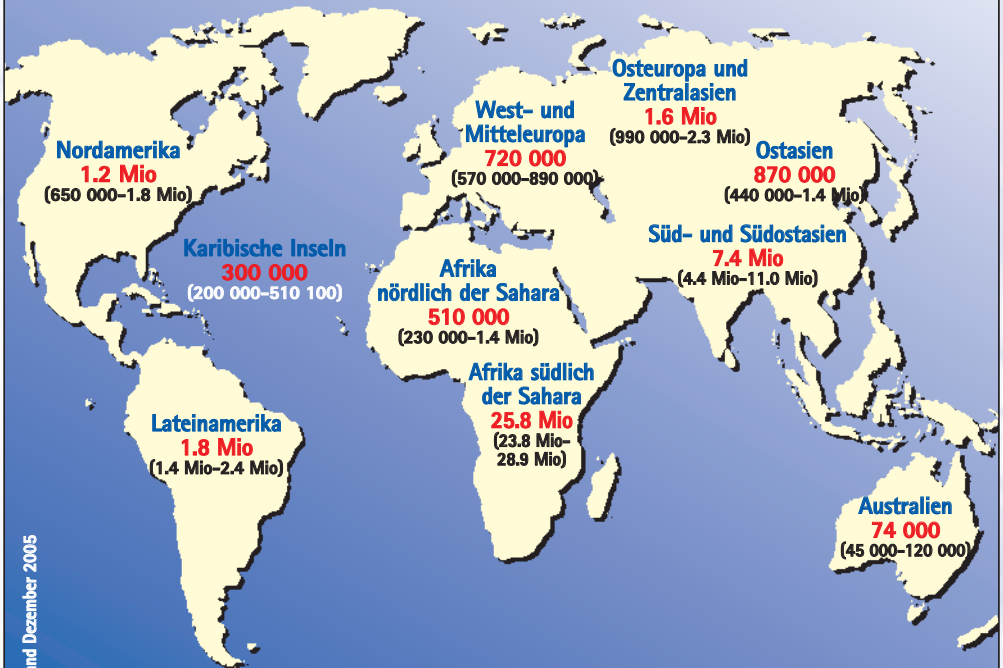 Osteuropa und
Zentralasien
1.6 Mio
(990 000–2.3 Mio)
West– und
Mitteleuropa
720 000
(570 000–890 000)
Nordamerika
1.2 Mio
(650 000–1.8 Mio)
Ostasien
870 000
(440 000–1.4 Mio)
Süd– und Südostasien
7.4 Mio
(4.4 Mio–11.0 Mio)
Karibische Inseln
300 000
(200 000–510 100)
Afrika
nördlich der Sahara
510 000
(230 000–1.4 Mio)
Afrika südlich
der Sahara
25.8 Mio
(23.8 Mio–
28.9 Mio)
Lateinamerika
1.8 Mio
(1.4 Mio–2.4 Mio)
Australien
74 000
(45 000–120 000)
Dezember 2005